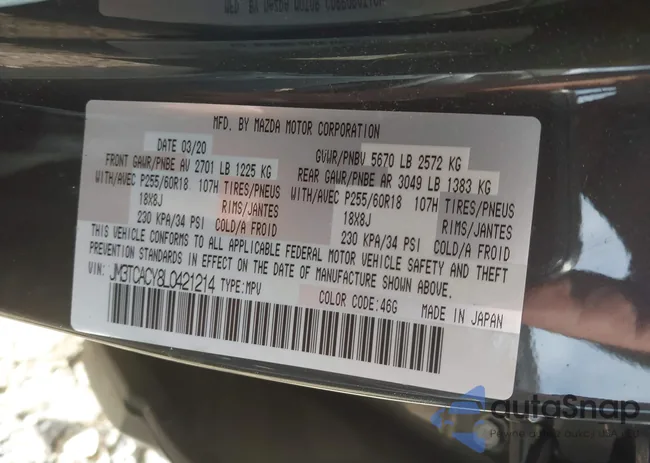 MFD. BY MAZDA MOTOR CORPORATION
DATE 03/20 GVWR/PNBV 5670 LB 2572 KG
FRONT GAWR/PNBE AV 2701 LB 1225 KG REAR GAWR/PNBE AR 3049 LB 1383 KG
WITH/AVEC P255/60R18 107H TIRES/PNEUS WITH/AVEC P255/60R18 107H TIRES/PNEUS
18X8J RIMS/JANTES 18X8J RIMS/JANTES
230 KPA/34 PSI COLD/A FROID 230 KPA/34 PSI COLD/A FROID
THIS VEHICLE CONFORMS TO ALL APPLICABLE FEDERAL MOTOR VEHICLE SAFETY AND THEFT
PREVENTION STANDARDS IN EFFECT ON THE DATE OF MANUFACTURE SHOWN ABOVE.
VIN: JM3TCACY8L0421214 TYPE:MPV COLOR CODE:46G MADE IN JAPAN
autoSnap